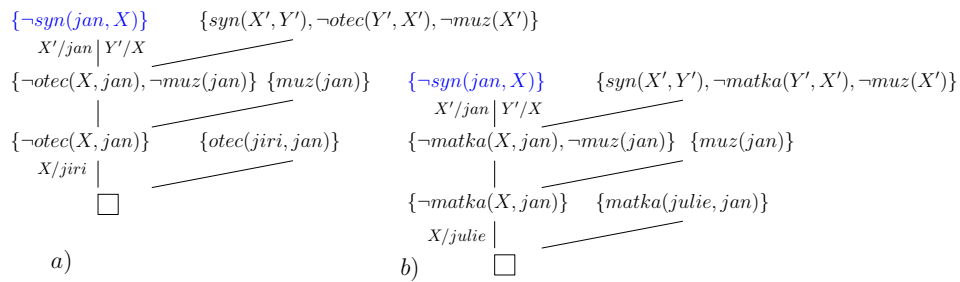 {¬syn(jan, X)} {syn(X′, Y′), ¬otec(Y′, X′), ¬muz(X′)}
X′/jan Y′/X
{¬otec(X, jan), ¬muz(jan)} {muz(jan)}
{¬otec(X, jan)} {otec(jiri, jan)}
X/jiri
a)
{¬syn(jan, X)} {syn(X′, Y′), ¬matka(Y′, X′), ¬muz(X′)}
X′/jan Y′/X
{¬matka(X, jan), ¬muz(jan)} {muz(jan)}
{¬matka(X, jan)} {matka(julie, jan)}
X/julie
b)